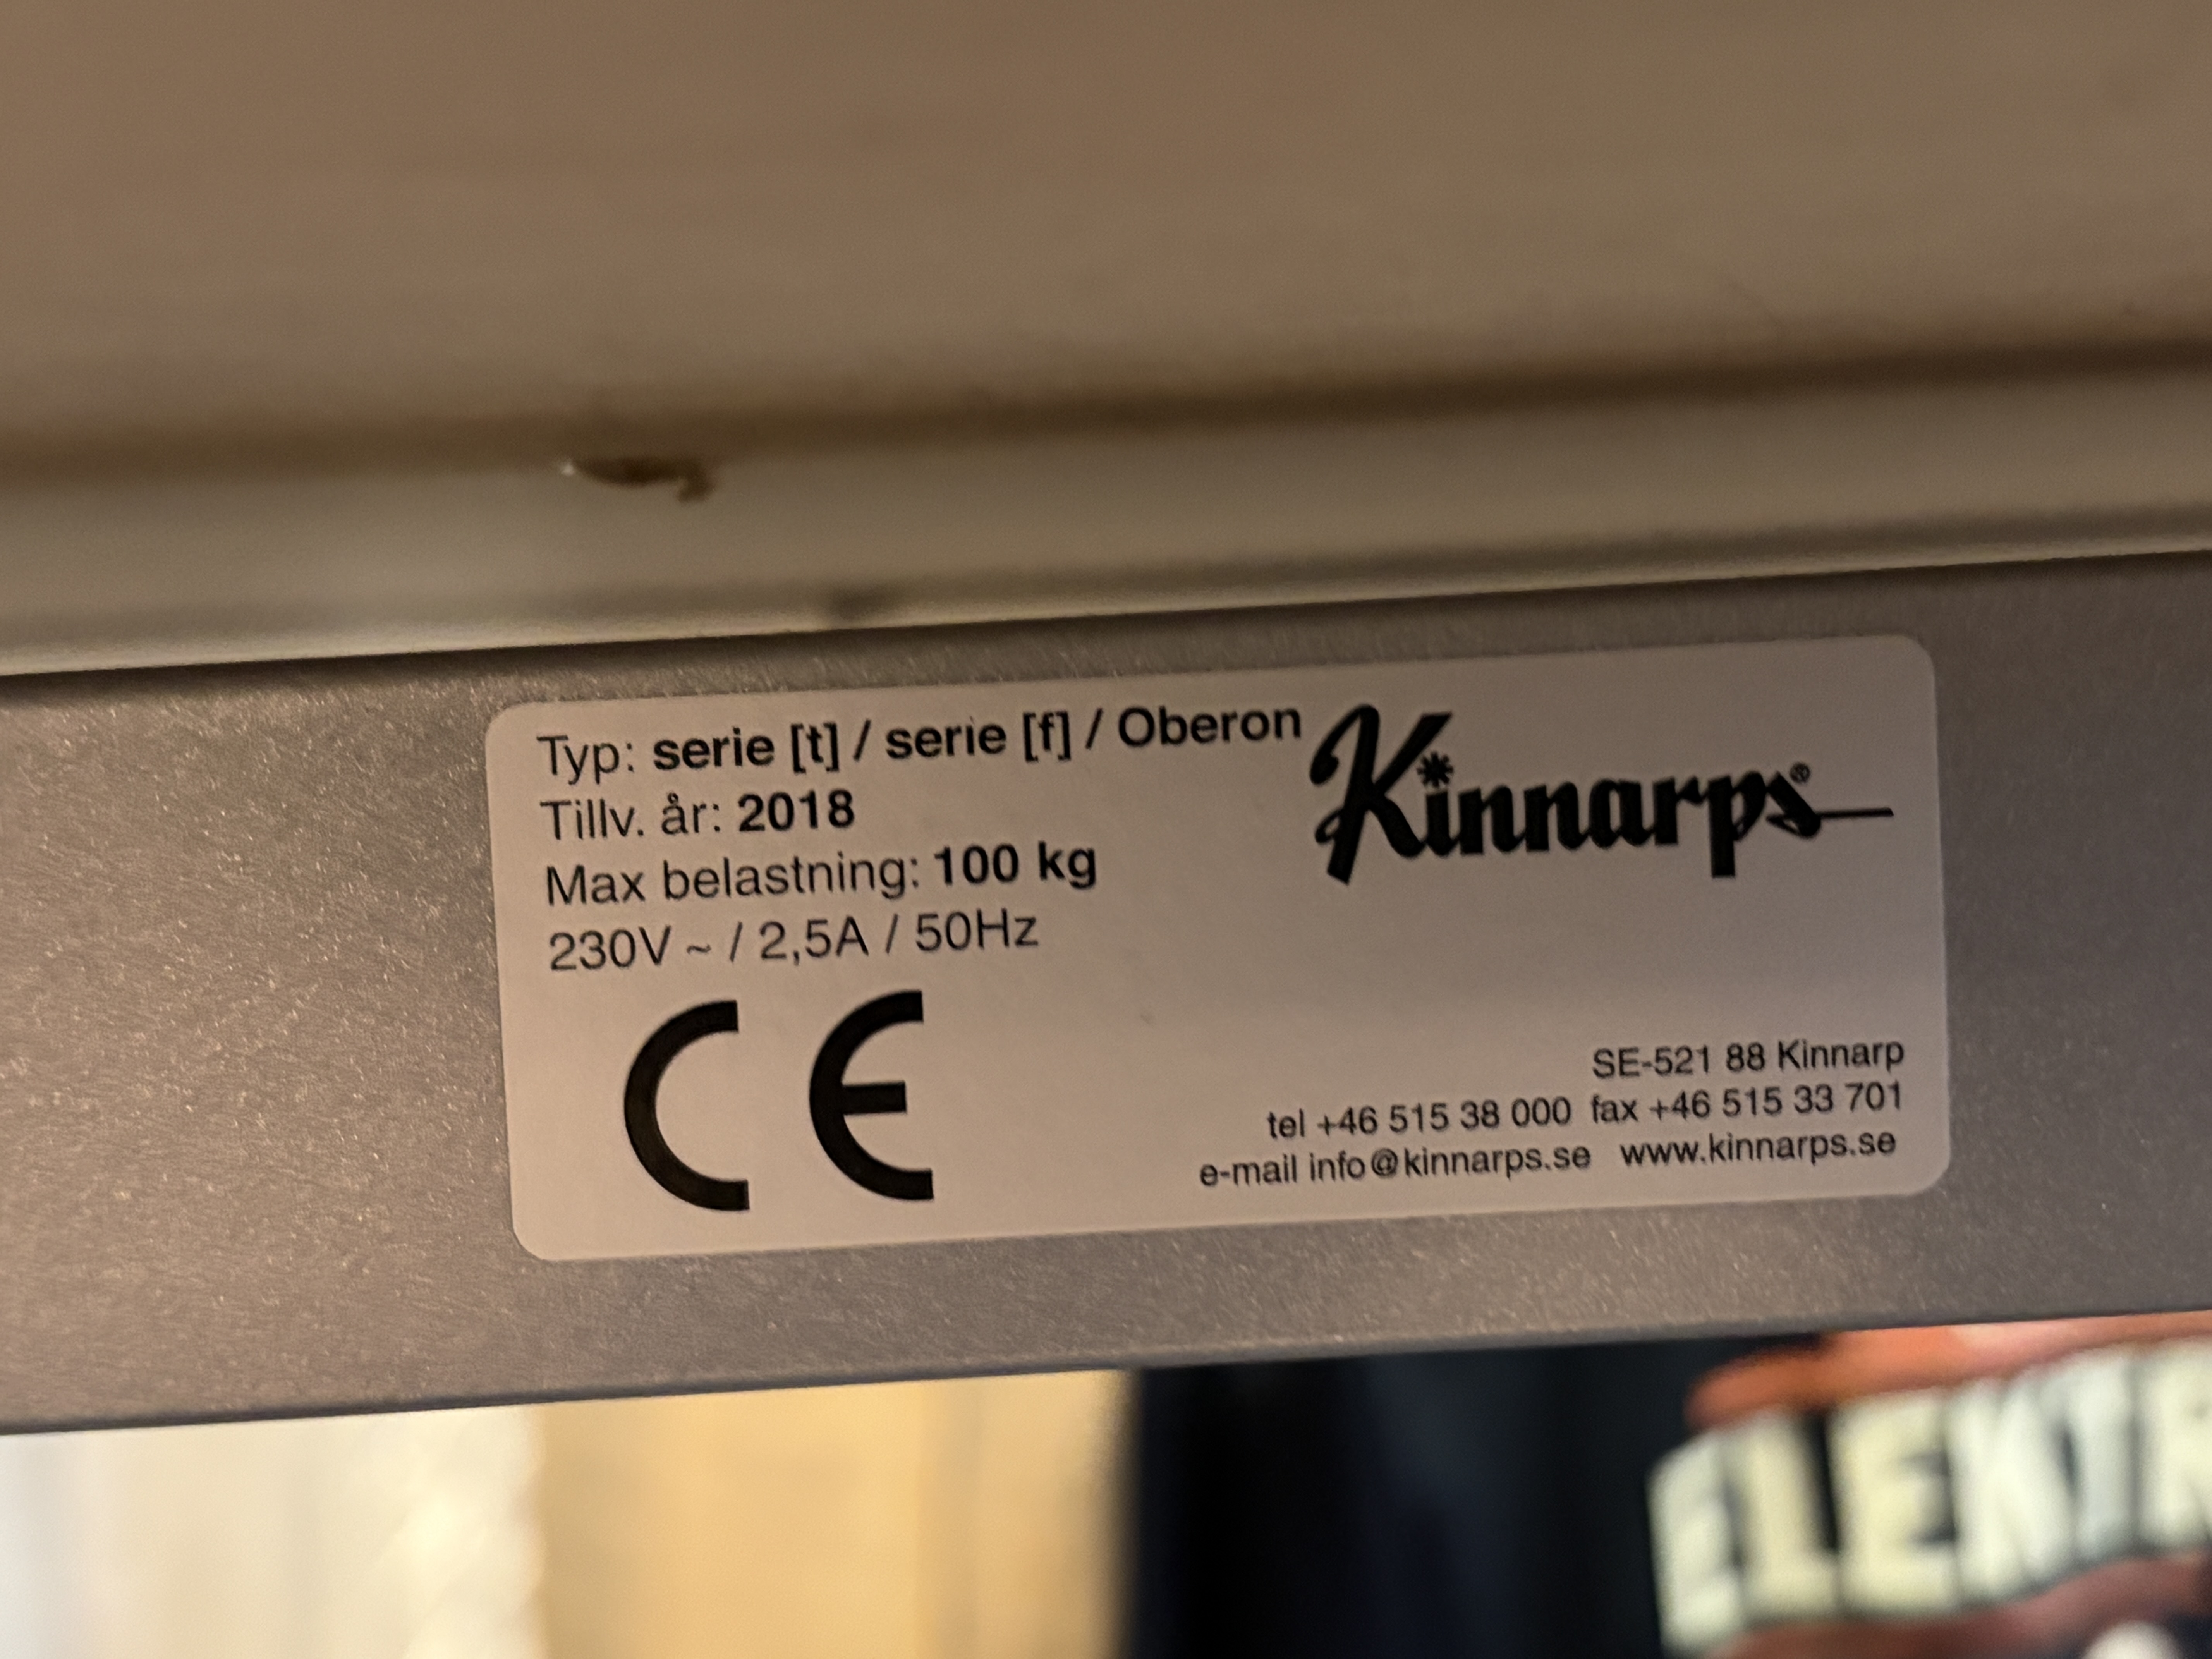 Typ: serie [t] / serie [f] / Oberon
Kinnarps®
Tillv. år: 2018
Max belastning: 100 kg
230V ~ / 2,5A / 50Hz
CE
SE-521 88 Kinnarp
tel +46 515 38 000 fax +46 515 33 701
e-mail info@kinnarps.se www.kinnarps.se
ELEKTR